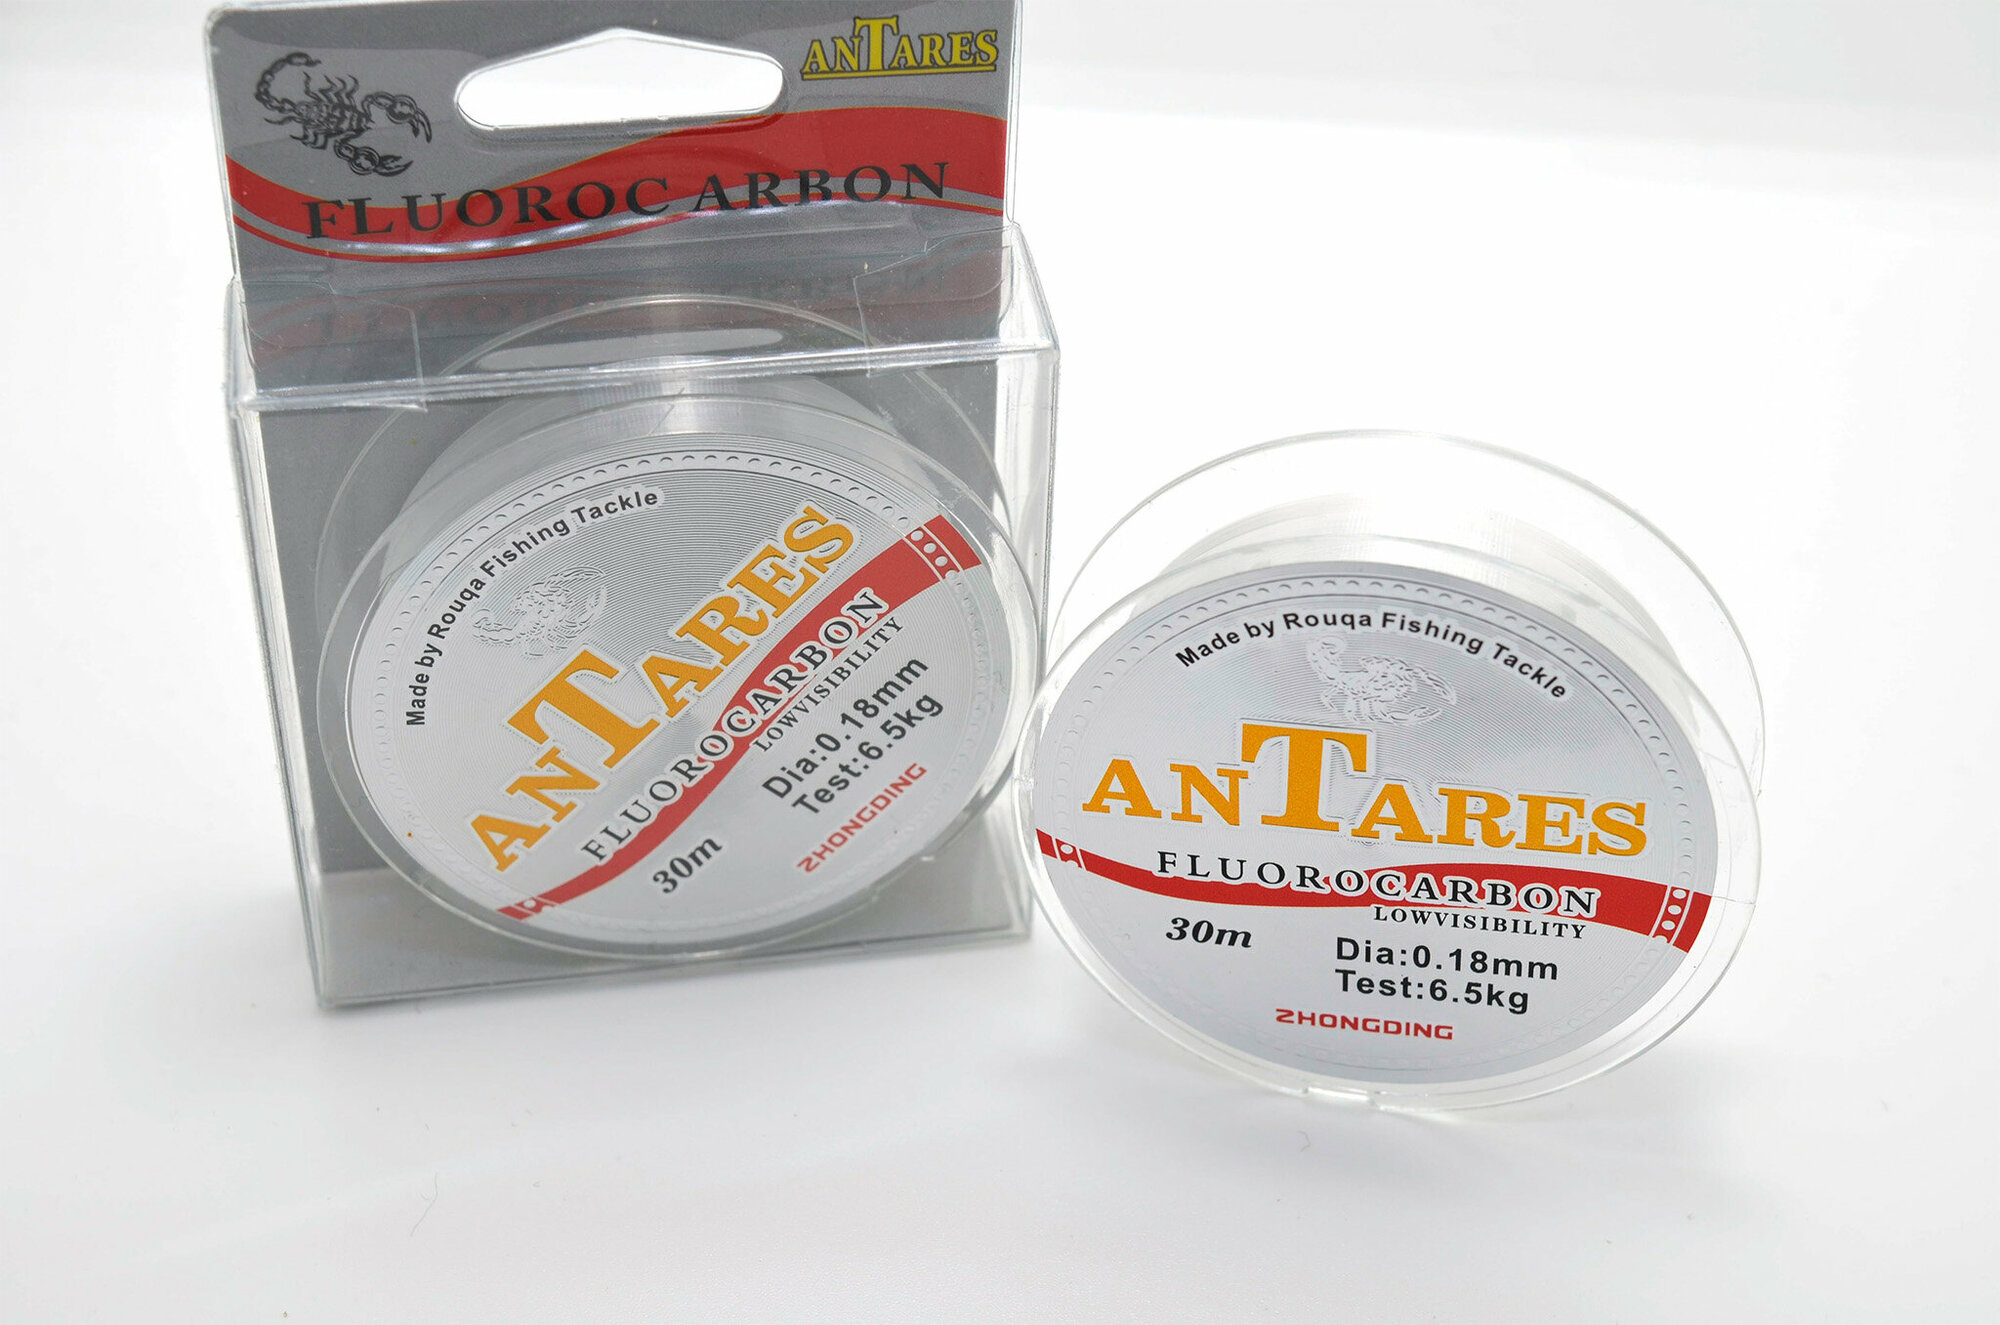 ANTARES
FLUOROC ARBON
Made by Rouqa Fishing Tackle
ANTARES
FLUOROCARBON
LOWVISIBILITY
30m
Dia:0.18mm
Test:6.5kg
ZHONGDING
Made by Rouqa Fishing Tackle
ANTARES
FLUOROCARBON
LOWVISIBILITY
30m
Dia:0.18mm
Test:6.5kg
ZHONGDING